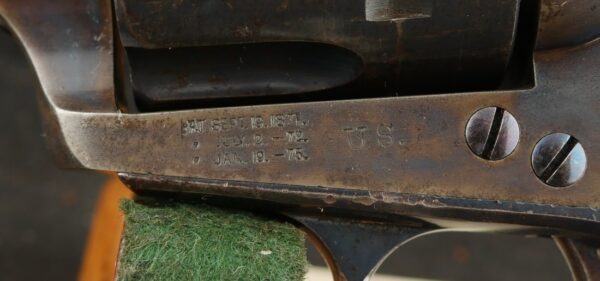 PAT. SEPT. 19. 1871.
" JULY. 2. -72. U.S.
" JAN. 19. -75.